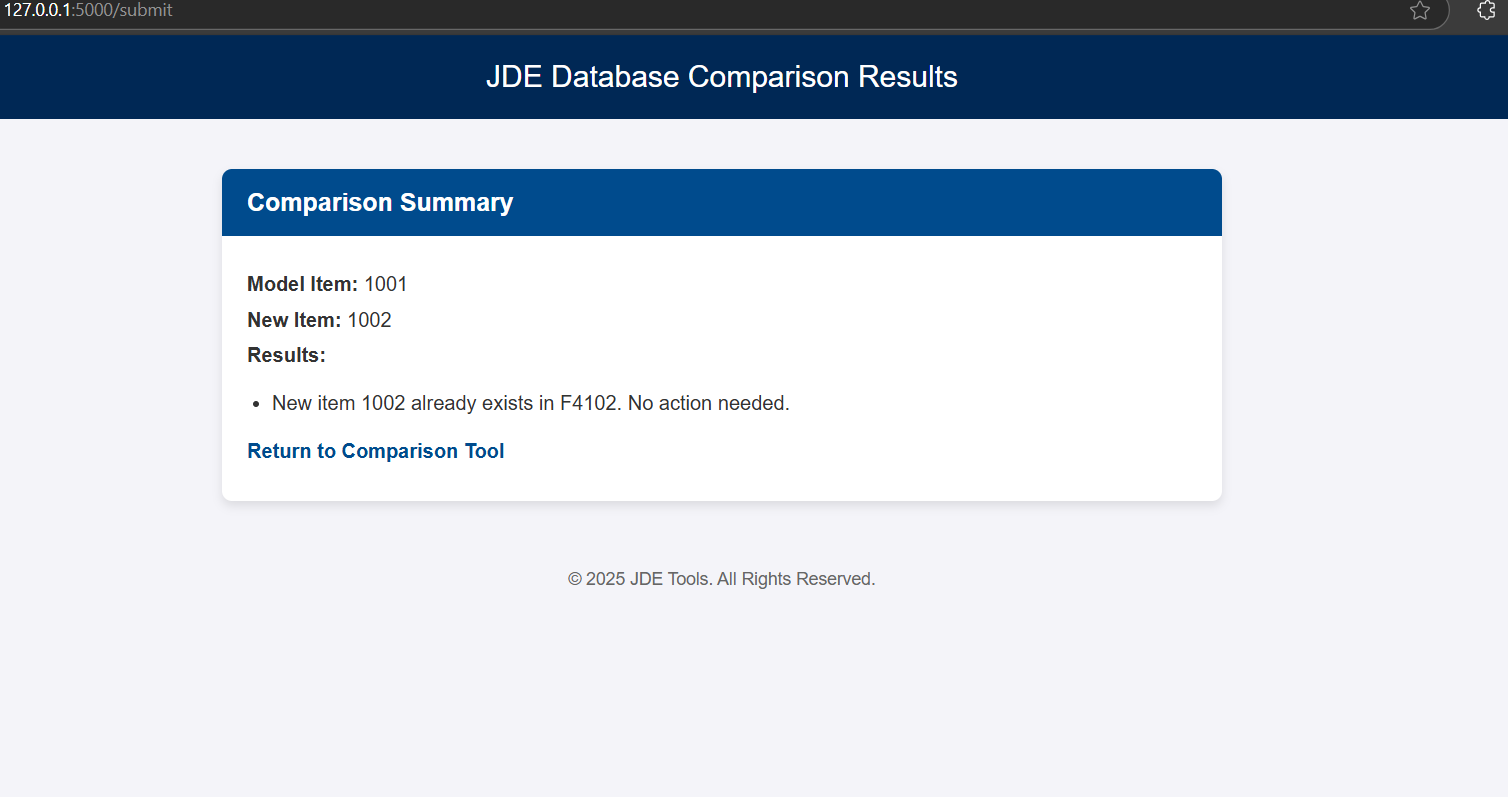 127.0.0.1:5000/submit
JDE Database Comparison Results
Comparison Summary
Model Item: 1001
New Item: 1002
Results:
• New item 1002 already exists in F4102. No action needed.
Return to Comparison Tool
© 2025 JDE Tools. All Rights Reserved.